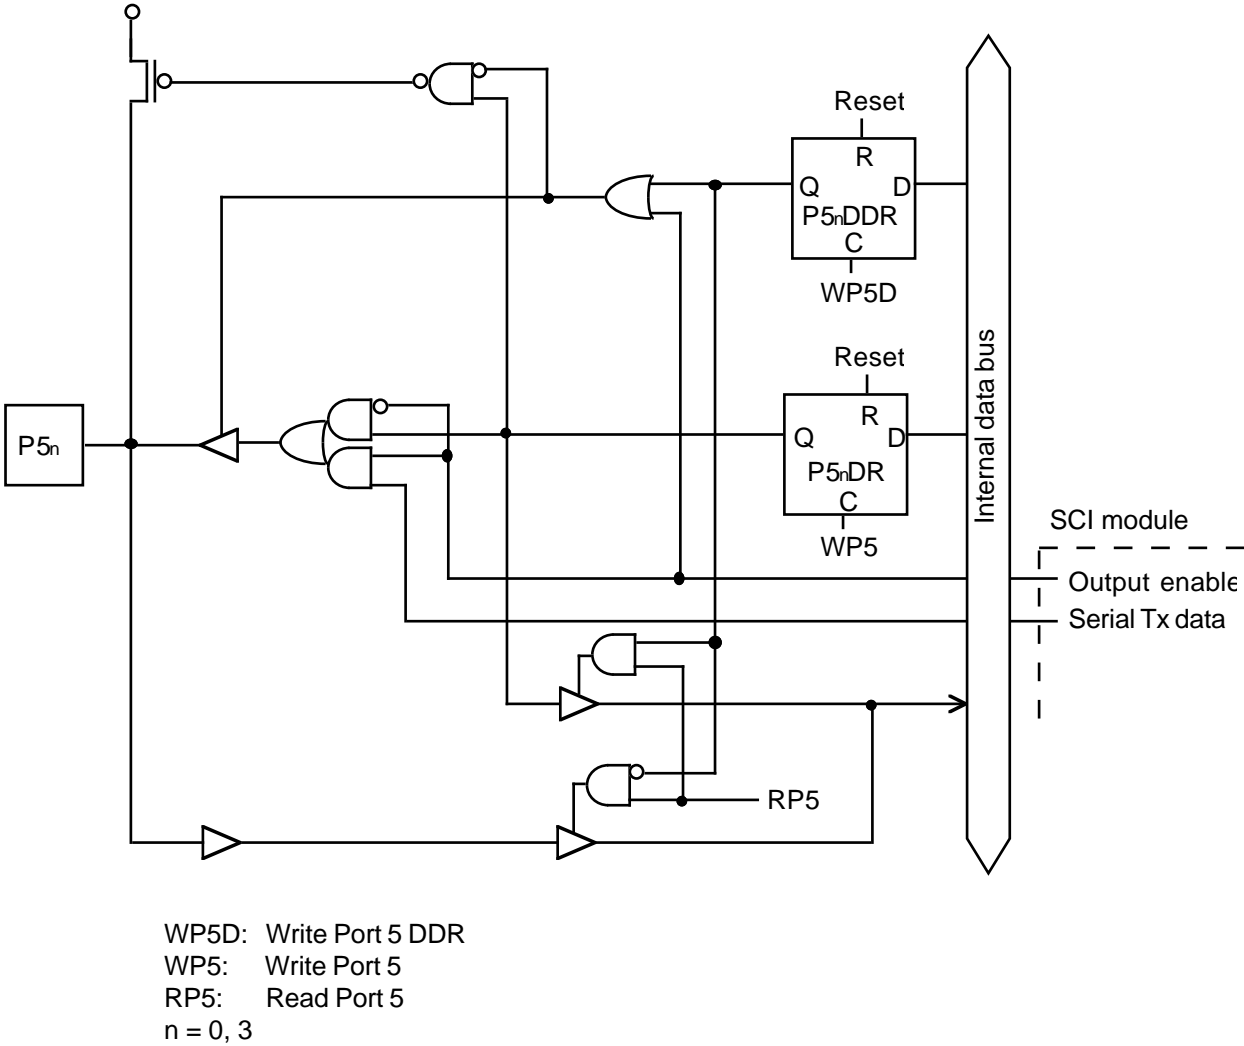 Reset
R
Q D
P5nDDR
C
WP5D
Reset
R
Q D
P5nDR
C
WP5
P5n
Internal data bus
SCI module
Output enable
Serial Tx data
RP5
WP5D: Write Port 5 DDR
WP5: Write Port 5
RP5: Read Port 5
n = 0, 3